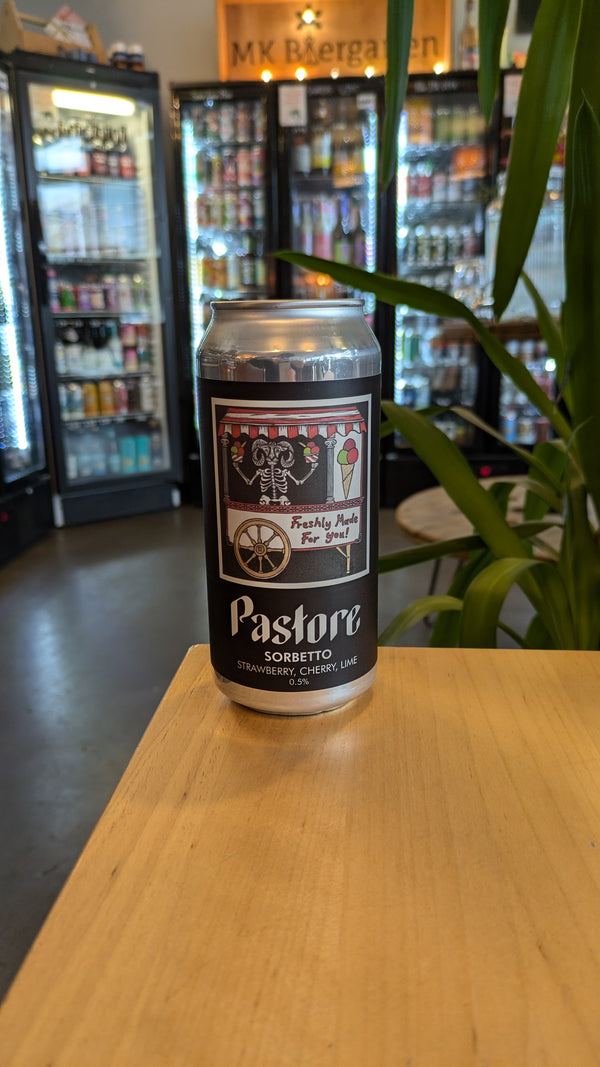 MK Biergarten
Freshly Made
For You!
Pastore
SORBETTO
STRAWBERRY, CHERRY, LIME
0.5%